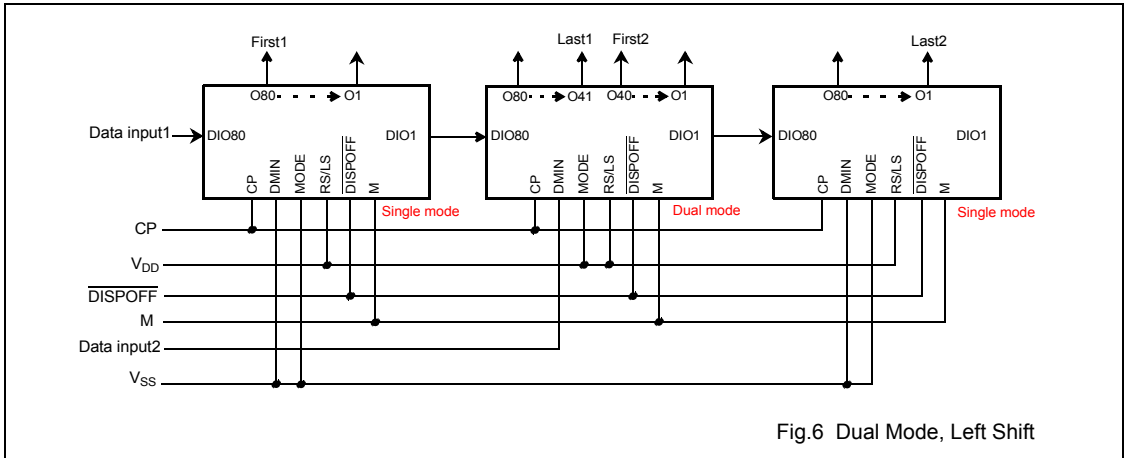 First1 Last1 First2 Last2
O80 O1 O80 O41 O40 O1 O80 O1
Data input1 DIO80 DIO1 DIO80 DIO1 DIO80 DIO1
CP DMIN MODE RS/LS DISPOFF M CP DMIN MODE RS/LS DISPOFF M CP DMIN MODE RS/LS DISPOFF M
Single mode Dual mode Single mode
CP
VDD
DISPOFF
M
Data input2
VSS
Fig.6 Dual Mode, Left Shift